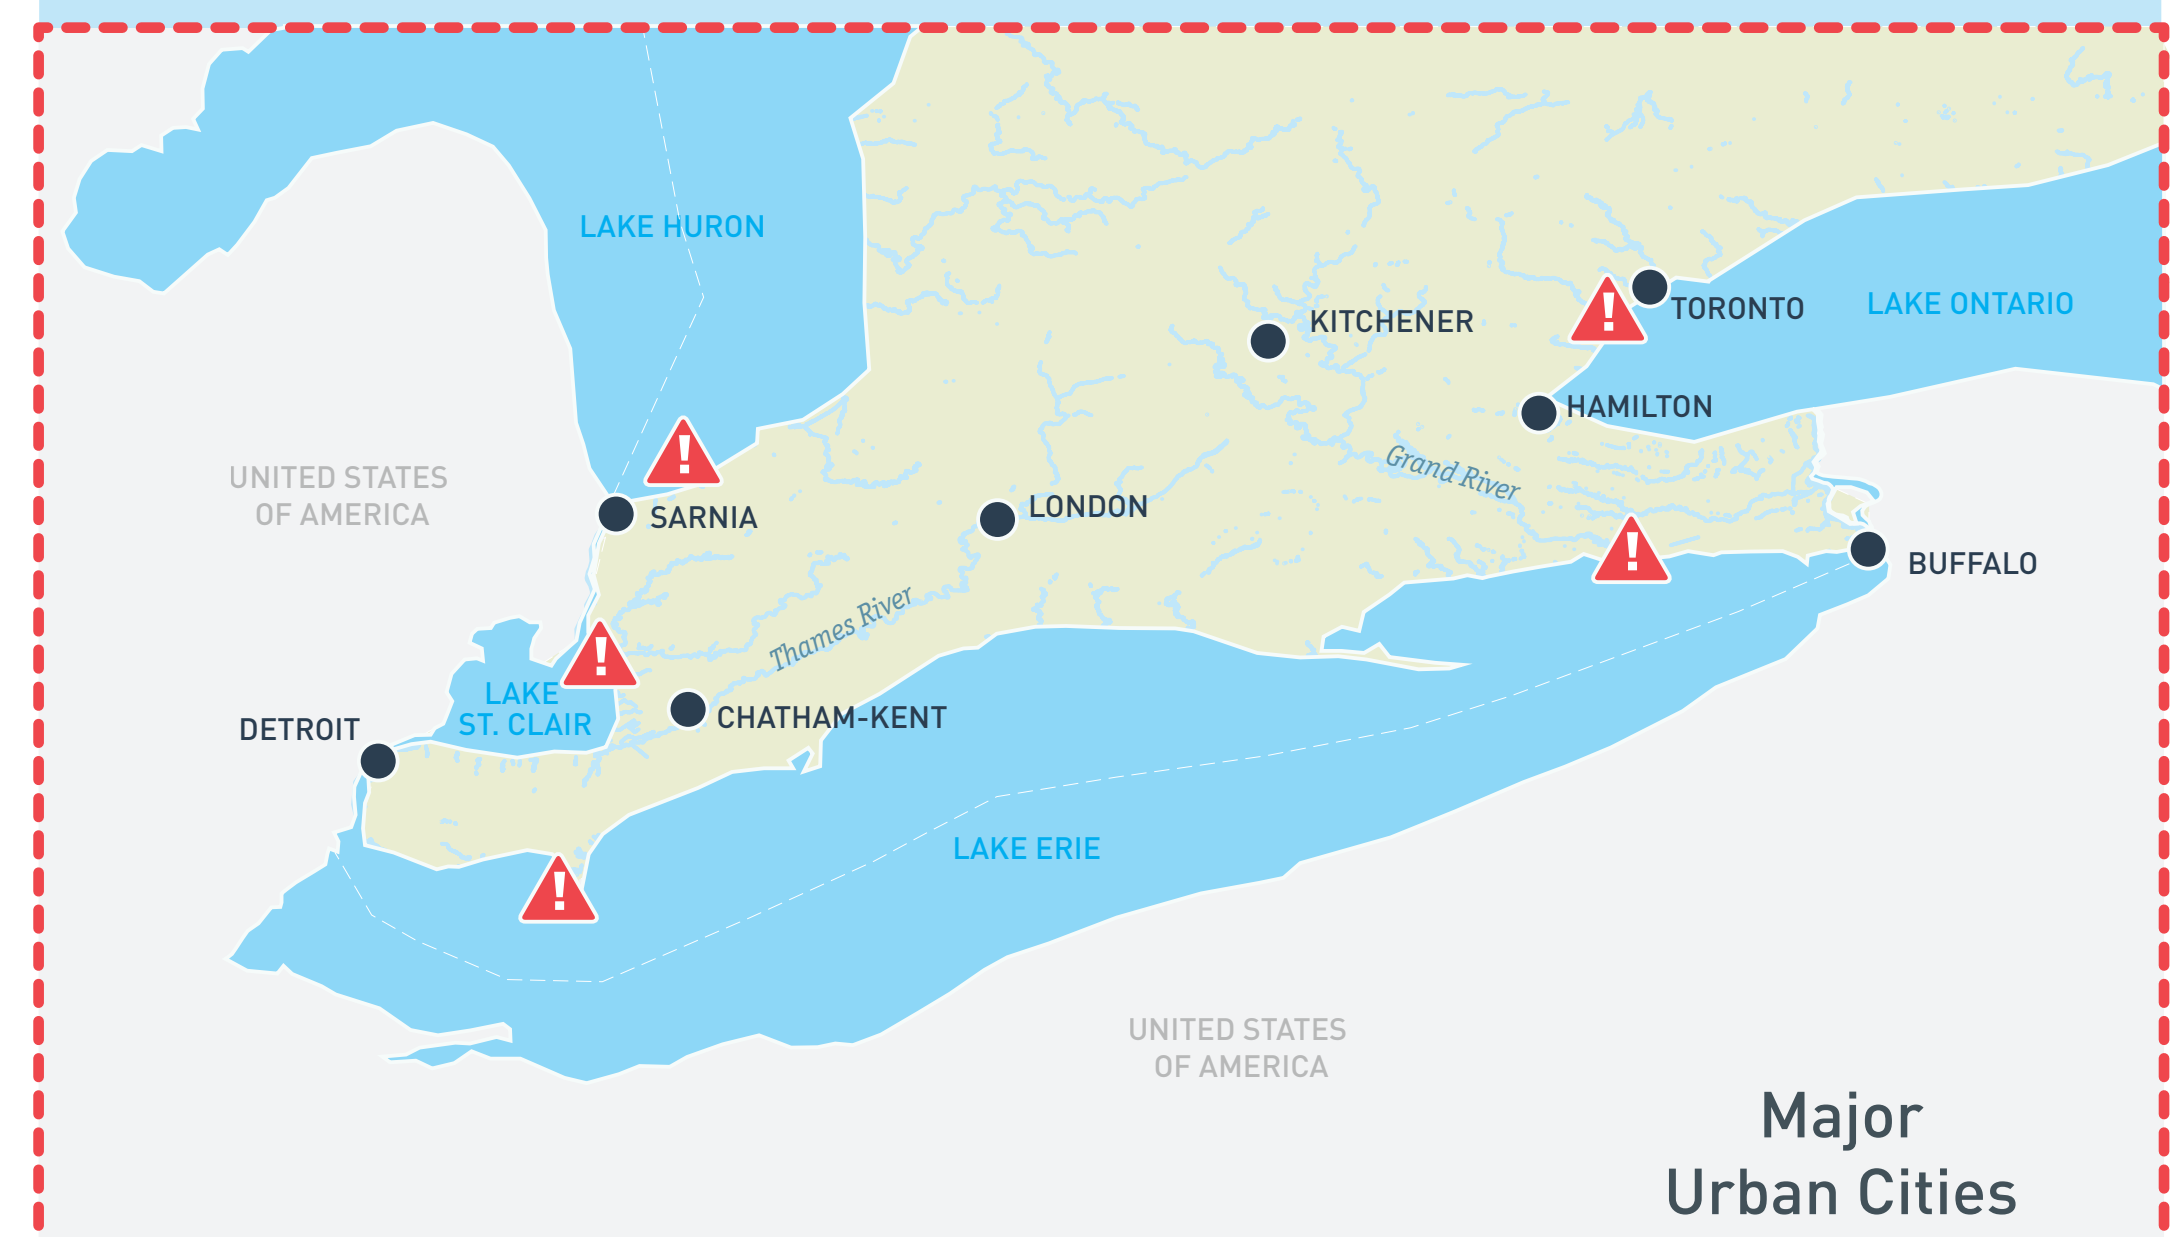 LAKE HURON
TORONTO
LAKE ONTARIO
KITCHENER
HAMILTON
Grand River
UNITED STATES
OF AMERICA
SARNIA
LONDON
BUFFALO
Thames River
LAKE
ST. CLAIR
DETROIT
CHATHAM-KENT
LAKE ERIE
UNITED STATES
OF AMERICA
Major
Urban Cities